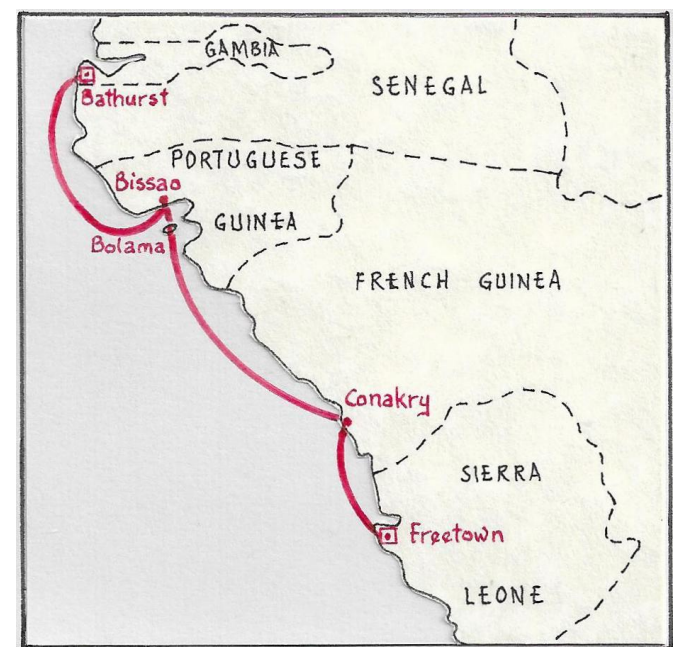 GAMBIA
SENEGAL
Bathurst
PORTUGUESE
Bissao
GUINEA
Bolama
FRENCH GUINEA
Conakry
SIERRA
Freetown
LEONE